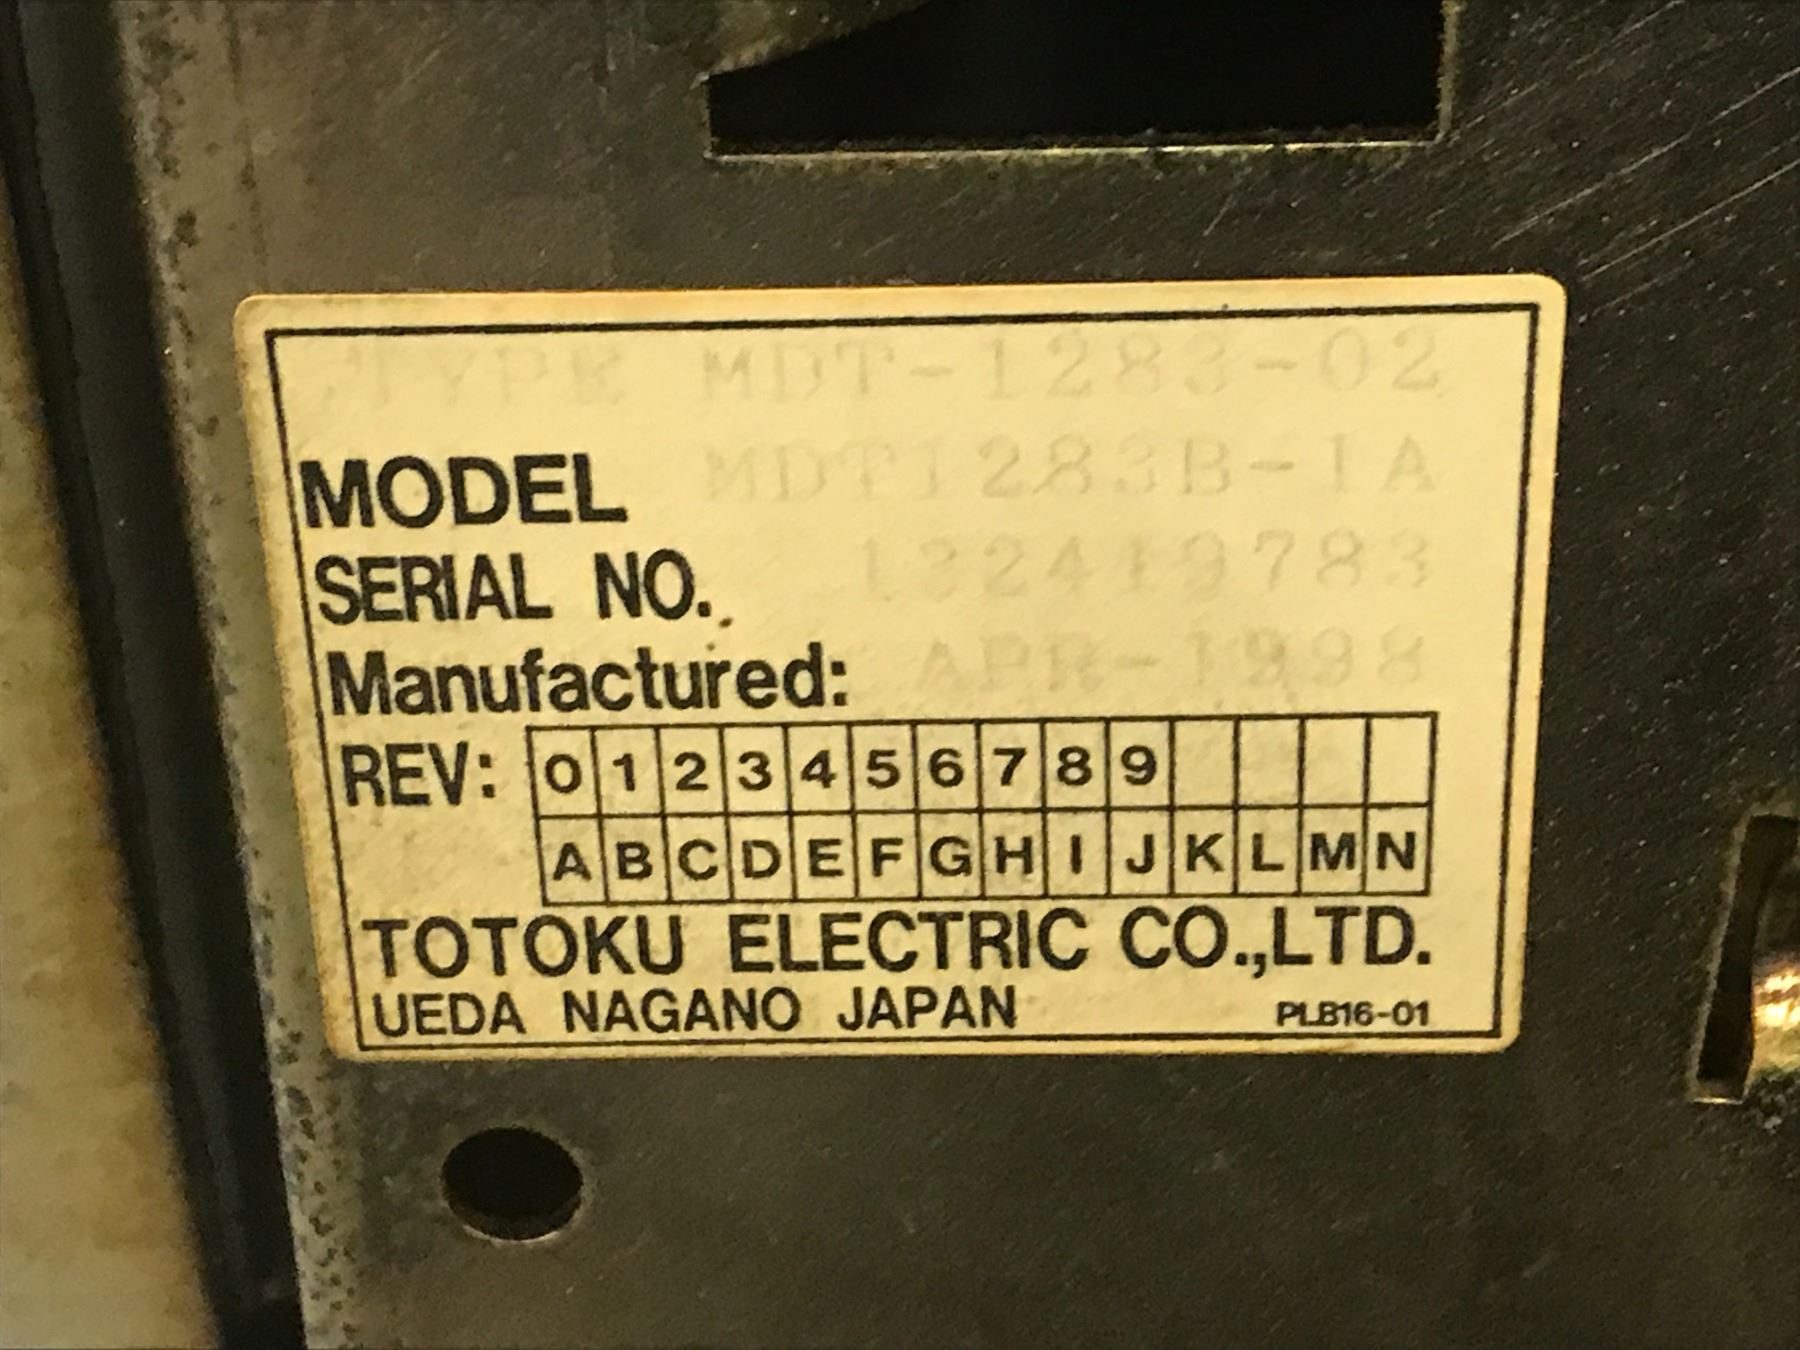 TYPE MDT-1283-02
MODEL MDT1283B-1A
SERIAL NO. 132419783
Manufactured: APR-1998
REV: 0 1 2 3 4 5 6 7 8 9
A B C D E F G H I J K L M N
TOTOKU ELECTRIC CO.,LTD.
UEDA NAGANO JAPAN PLB16-01